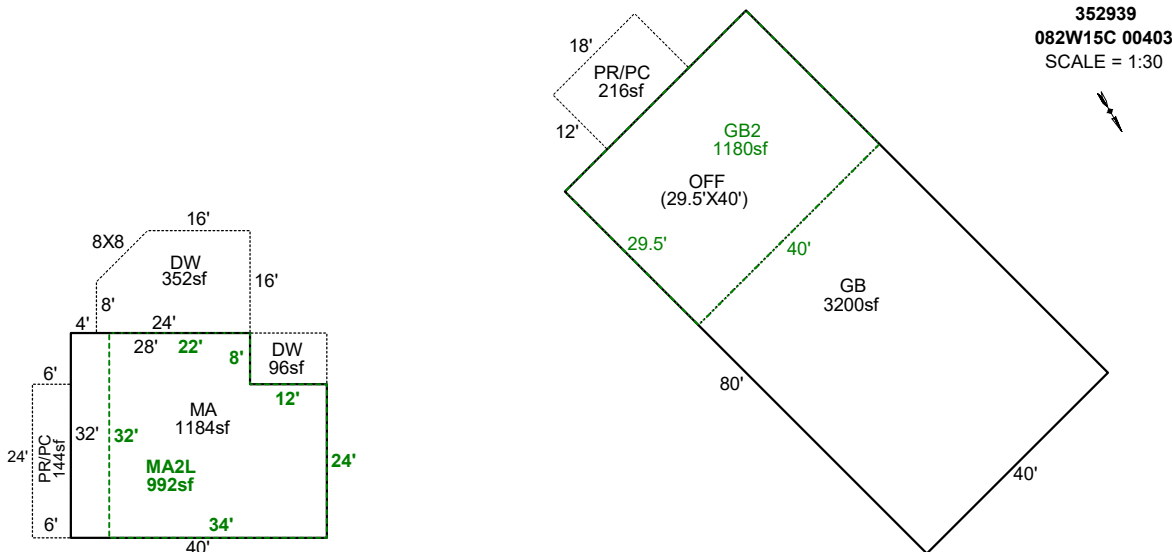 352939
082W15C 00403
SCALE = 1:30
18'
PR/PC
216sf
12'
GB2
1180sf
OFF
(29.5'X40')
29.5'
40'
GB
3200sf
80'
40'
16'
8X8
DW
352sf
16'
8'
4'
24'
28'
22'
8'
DW
96sf
12'
6'
MA
1184sf
32'
32'
24'
PR/PC
144sf
MA2L
992sf
24'
6'
34'
40'